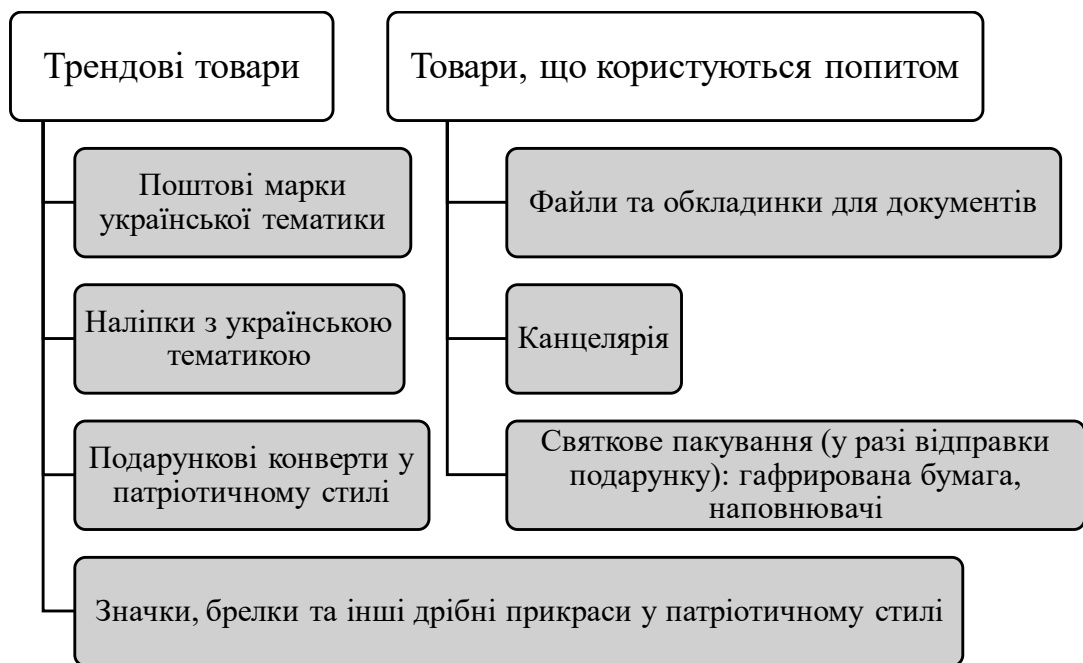 Трендові товари
Поштові марки
української тематики
Наліпки з українською
тематикою
Подарункові конверти у
патріотичному стилі
Значки, брелки та інші дрібні прикраси у патріотичному стилі
Товари, що користуються попитом
Файли та обкладинки для документів
Канцелярія
Святкове пакування (у разі відправки
подарунку): гафрирована бумага,
наповнювачі